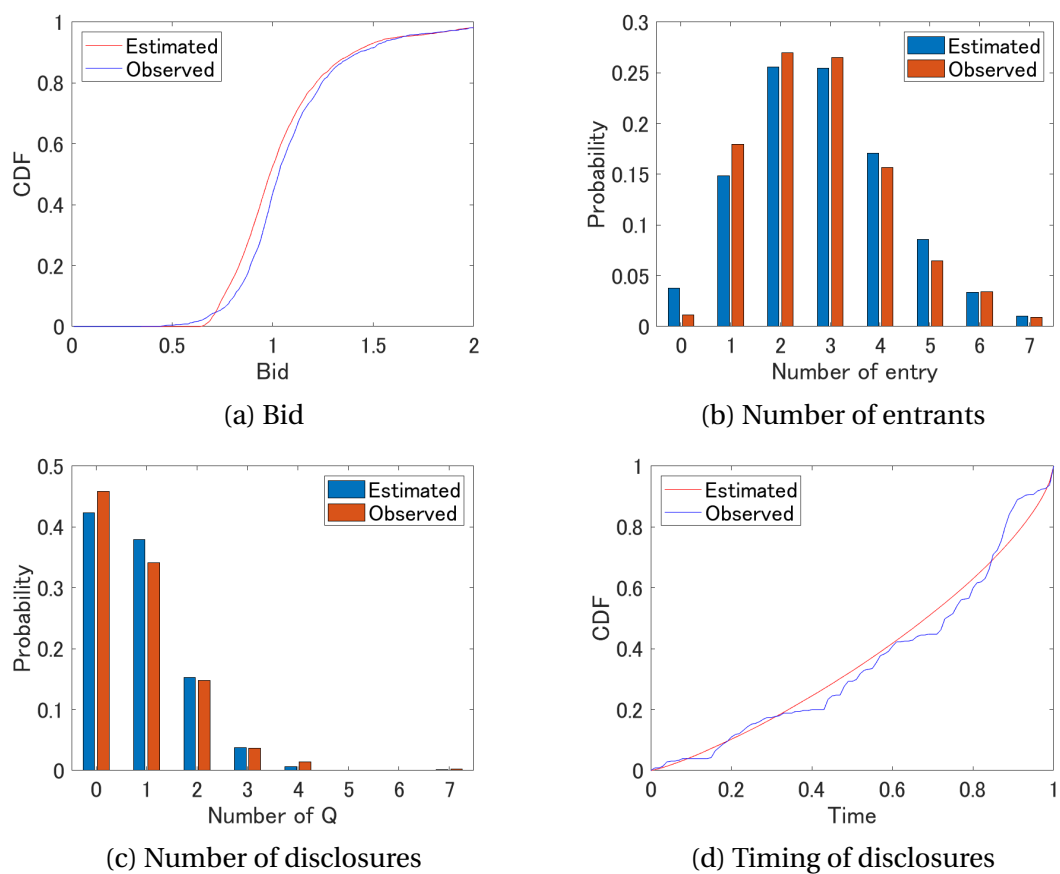 1
0.8
0.6
0.4
0.2
0
CDF
Estimated
Observed
0 0.5 1 1.5 2
Bid
(a) Bid
0.3
0.25
0.2
0.15
0.1
0.05
0
Probability
Estimated
Observed
0 1 2 3 4 5 6 7
Number of entry
(b) Number of entrants
0.5
0.4
0.3
0.2
0.1
0
Probability
Estimated
Observed
0 1 2 3 4 5 6 7
Number of Q
(c) Number of disclosures
1
0.8
0.6
0.4
0.2
0
CDF
Estimated
Observed
0 0.2 0.4 0.6 0.8 1
Time
(d) Timing of disclosures